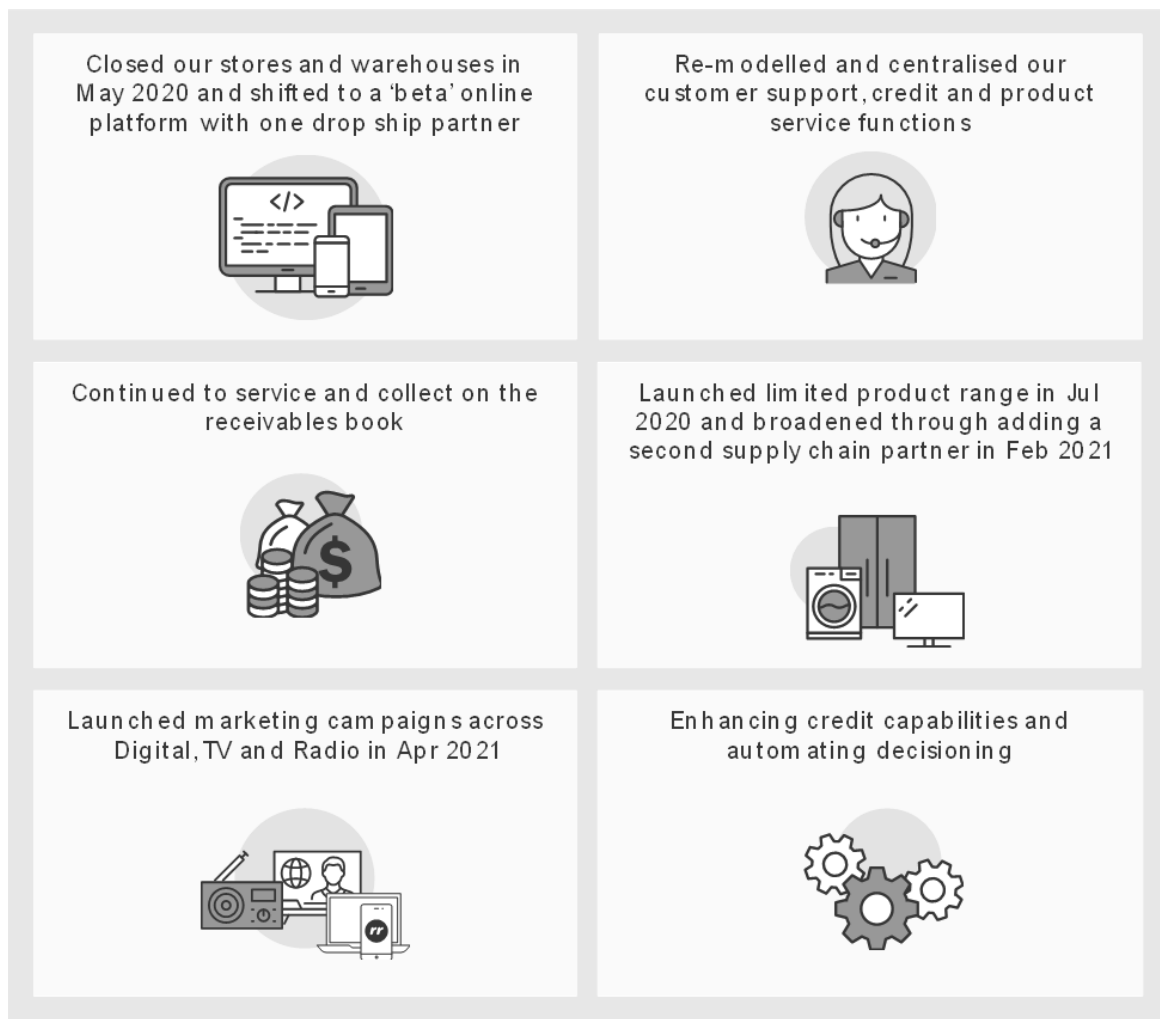 Closed our stores and warehouses in
May 2020 and shifted to a ‘beta’ online
platform with one drop ship partner
</>
Re-modelled and centralised our
customer support, credit and product
service functions
Continued to service and collect on the
receivables book
$
Launched limited product range in Jul
2020 and broadened through adding a
second supply chain partner in Feb 2021
Launched marketing campaigns across
Digital, TV and Radio in Apr 2021
rr
Enhancing credit capabilities and
automating decisioning